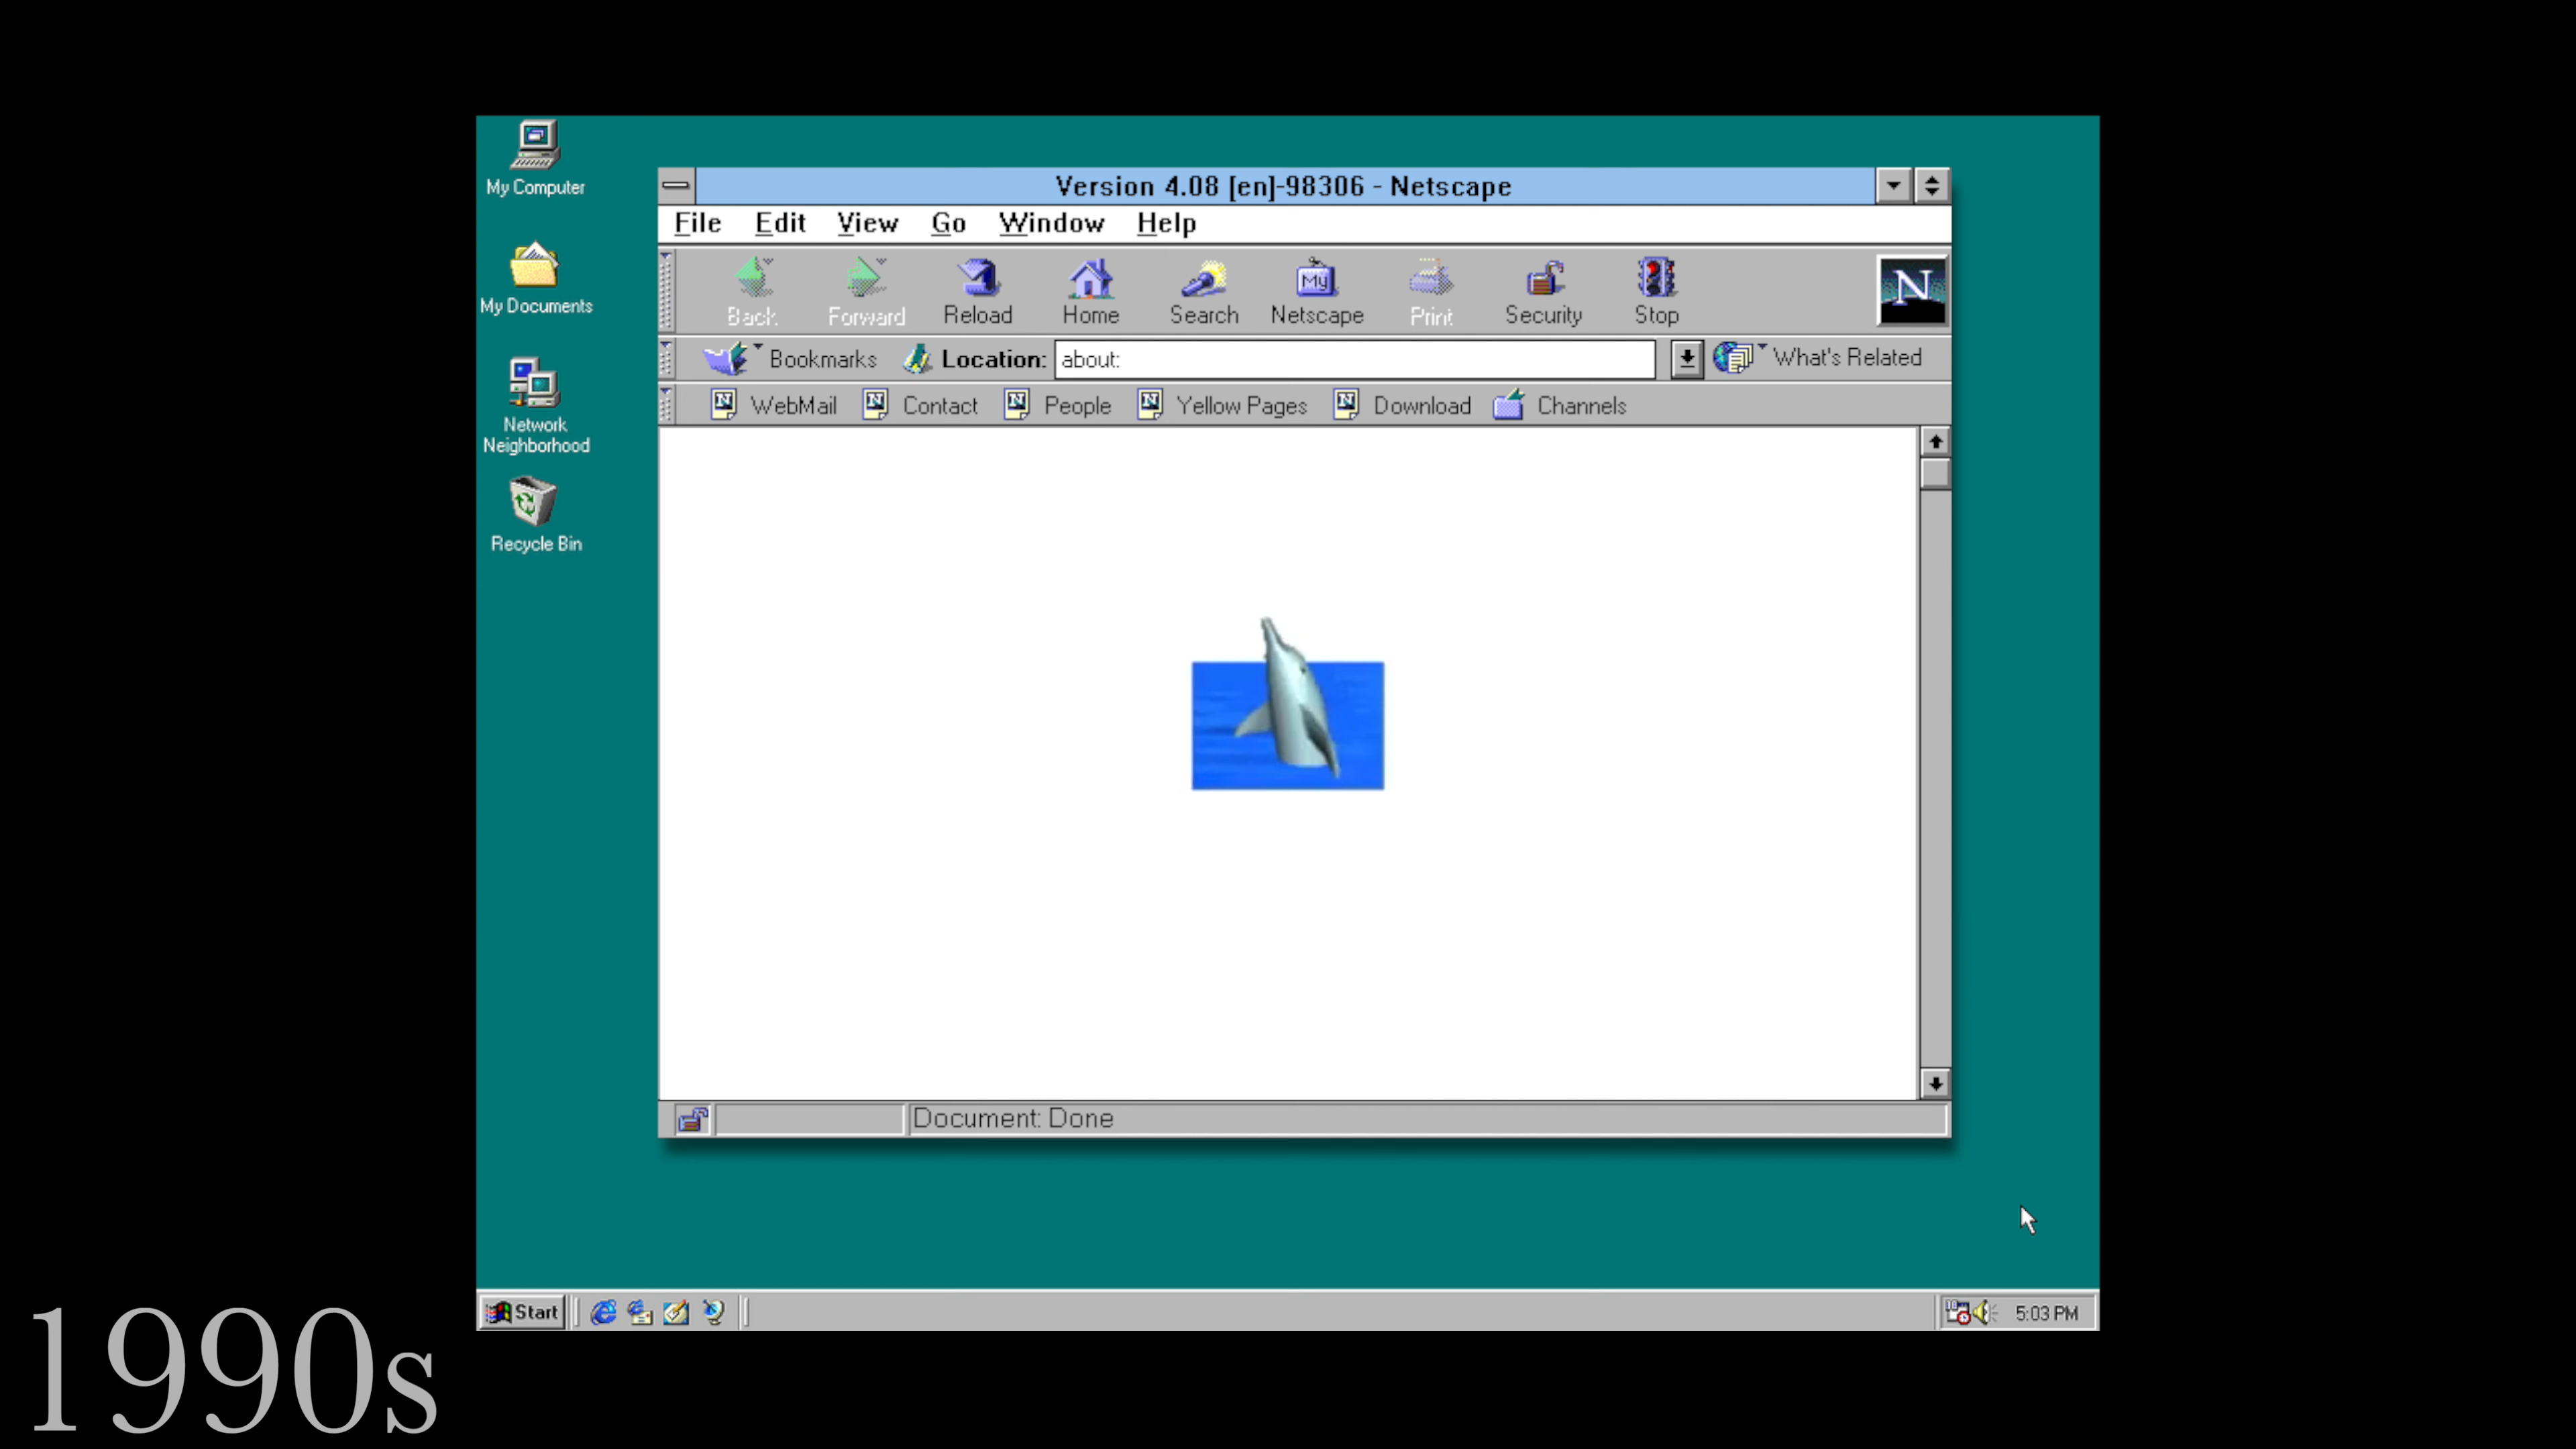 My Computer
My Documents
Network
Neighborhood
Recycle Bin
Version 4.08 [en]-98306 - Netscape
File Edit View Go Window Help
Back Forward Reload Home Search My Netscape Print Security Stop N
Bookmarks Location: about: What's Related
N WebMail N Contact N People N Yellow Pages N Download Channels
Document: Done
Start 5:03 PM
1990s